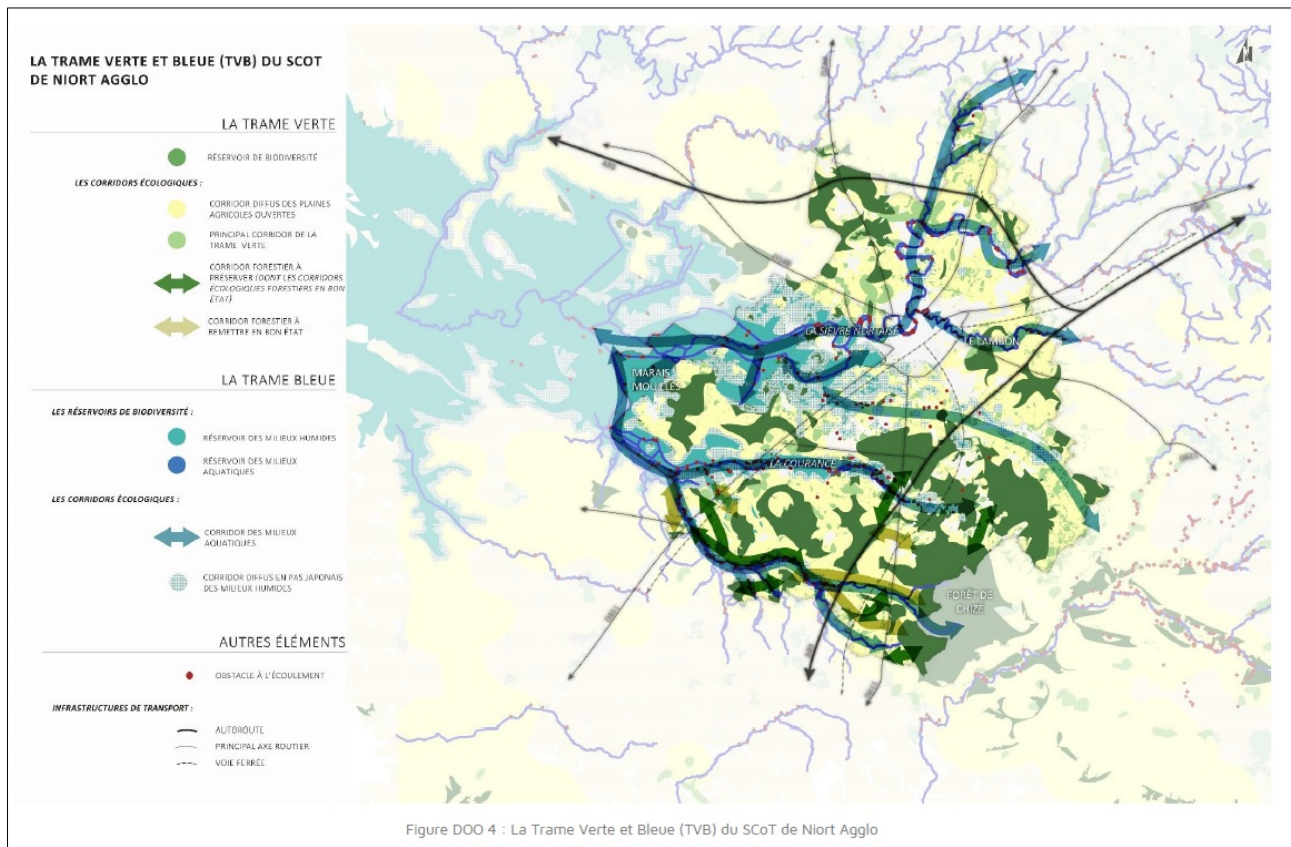 LA TRAME VERTE ET BLEUE (TVB) DU SCOT
DE NIORT AGGLO
LA TRAME VERTE
RÉSERVOIR DE BIODIVERSITÉ
LES CORRIDORS ÉCOLOGIQUES :
CORRIDOR DIFFUS DES PLAINES
AGRICOLES OUVERTES
PRINCIPAL CORRIDOR DE LA
TRAME VERTE
CORRIDOR FORESTIER À
PRÉSERVER (DONT LES CORRIDORS
ÉCOLOGIQUES FORESTIERS EN BON
ÉTAT)
CORRIDOR FORESTIER À
REMETTRE EN BON ÉTAT
LA TRAME BLEUE
LES RÉSERVOIRS DE BIODIVERSITÉ :
RÉSERVOIR DES MILIEUX HUMIDES
RÉSERVOIR DES MILIEUX
AQUATIQUES
LES CORRIDORS ÉCOLOGIQUES :
CORRIDOR DES MILIEUX
AQUATIQUES
CORRIDOR DIFFUS EN PAS JAPONAIS
DES MILIEUX HUMIDES
AUTRES ÉLÉMENTS
OBSTACLE À L'ÉCOULEMENT
INFRASTRUCTURES DE TRANSPORT :
AUTOROUTE
PRINCIPAL AXE ROUTIER
VOIE FERRÉE
N
LA SIÈVRE NIORTAISE
LE LAMBON
MARAIS
MOUILLÉS
LA COURANCE
FORÊT DE
CHIZÉ
Figure DOO 4 : La Trame Verte et Bleue (TVB) du SCoT de Niort Agglo